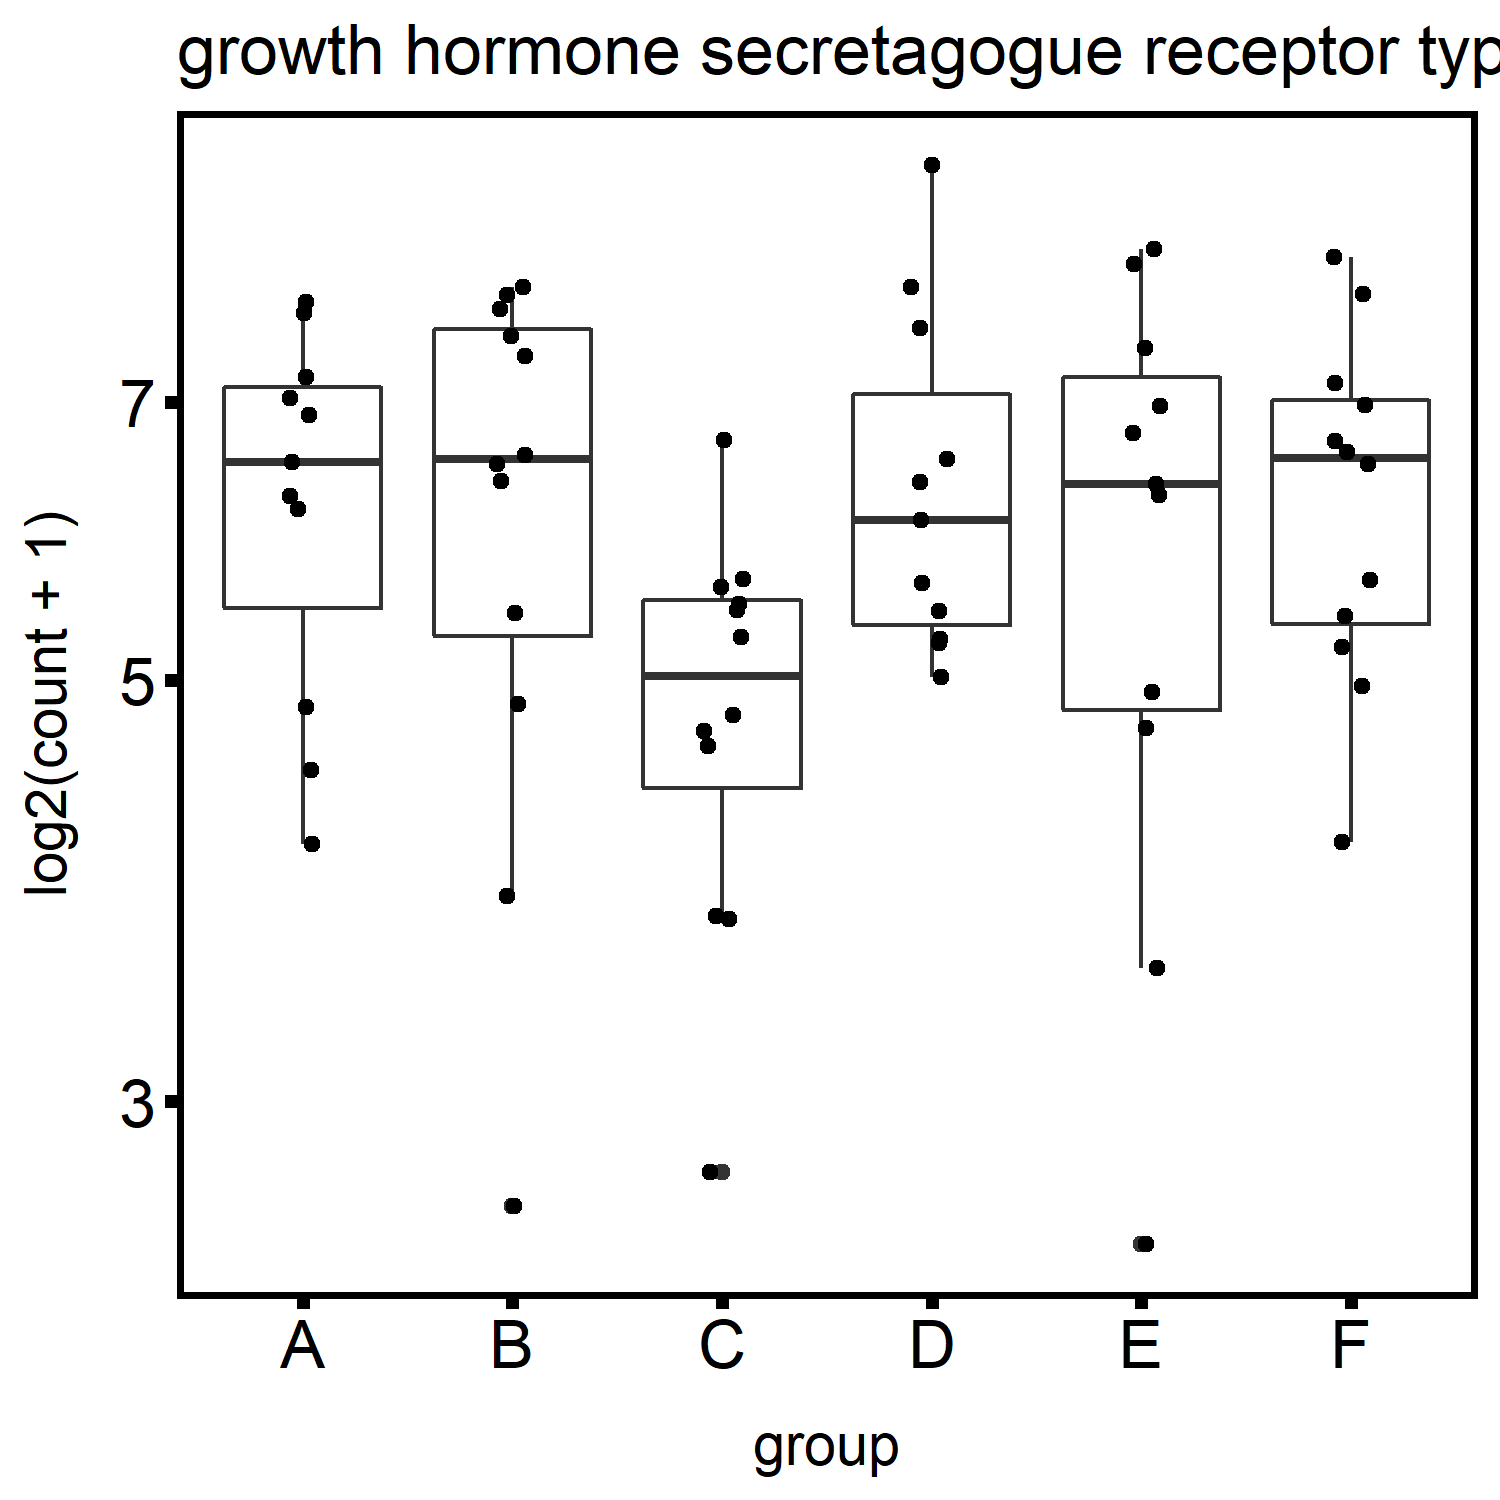 growth hormone secretagogue receptor typ
log2(count + 1)
7
5
3
A B C D E F
group